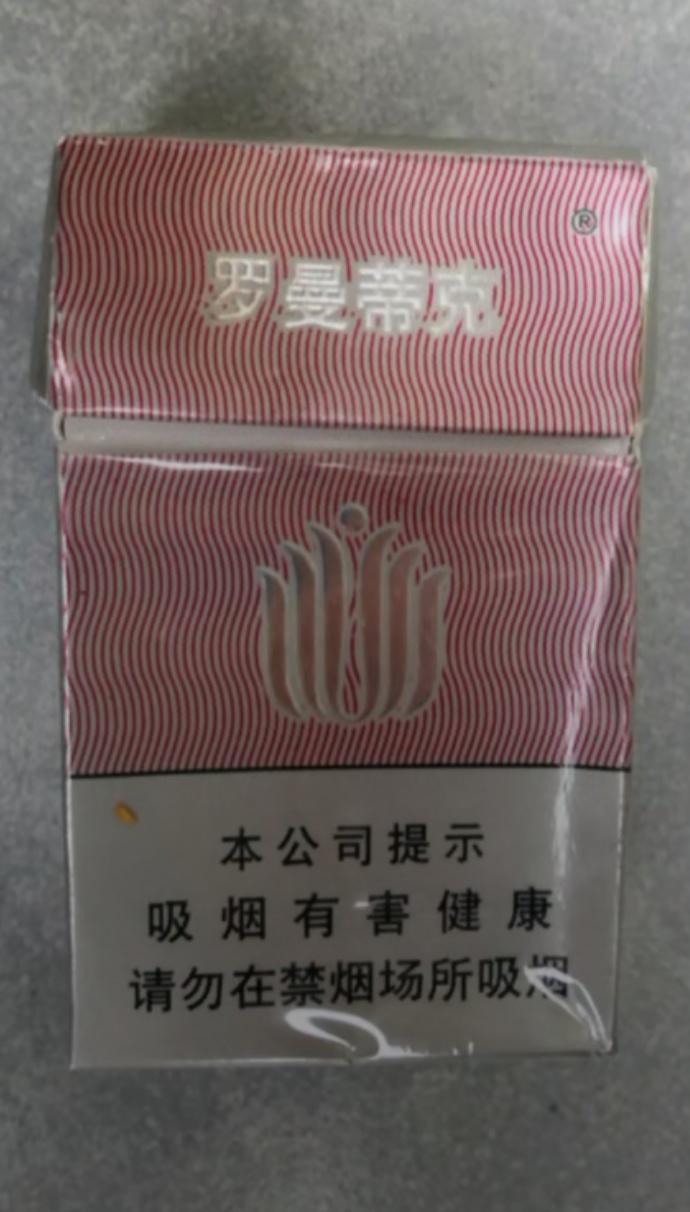 ®
罗曼蒂克
本公司提示
吸烟有害健康
请勿在禁烟场所吸烟